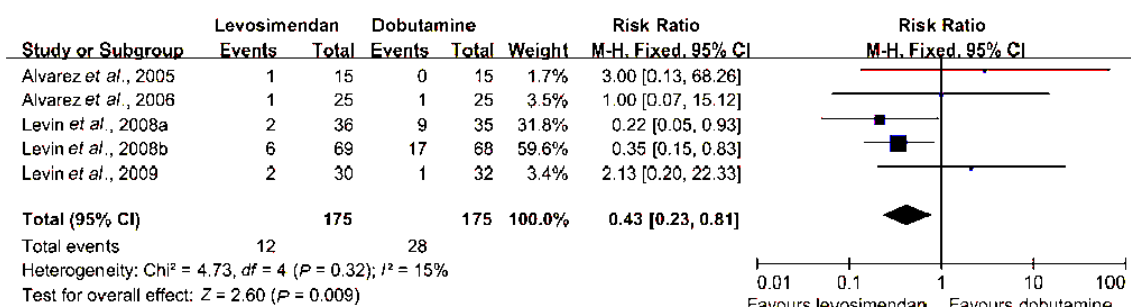 Levosimendan Dobutamine Risk Ratio Risk Ratio
Study or Subgroup Events Total Events Total Weight M-H, Fixed, 95% CI M-H, Fixed, 95% CI
Alvarez et al., 2005 1 15 0 15 1.7% 3.00 [0.13, 68.26]
Alvarez et al., 2006 1 25 1 25 3.5% 1.00 [0.07, 15.12]
Levin et al., 2008a 2 36 9 35 31.8% 0.22 [0.05, 0.93]
Levin et al., 2008b 6 69 17 68 59.6% 0.35 [0.15, 0.83]
Levin et al., 2009 2 30 1 32 3.4% 2.13 [0.20, 22.33]
Total (95% CI) 175 175 100.0% 0.43 [0.23, 0.81]
Total events 12 28
Heterogeneity: Chi² = 4.73, df = 4 (P = 0.32); I² = 15%
Test for overall effect: Z = 2.60 (P = 0.009)
0.01 0.1 1 10 100
Favours levosimendan Favours dobutamine